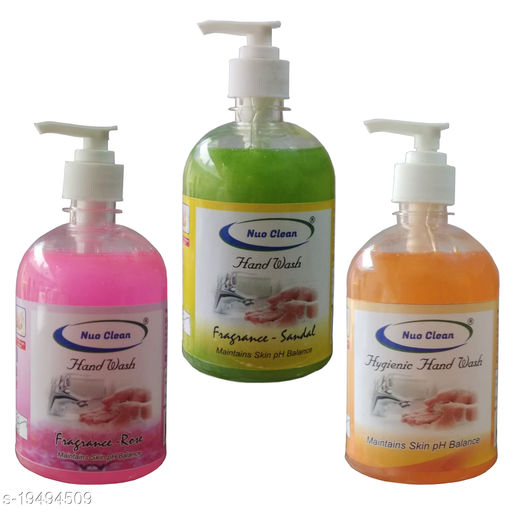 Nuo Clean
®
Hand Wash
Fragrance - Sandal
Maintains Skin pH Balance
Nuo Clean
®
Hand Wash
Fragrance - Rose
Maintains Skin pH Balance
Nuo Clean
®
Hygienic Hand Wash
Maintains Skin pH Balance
s-19494509